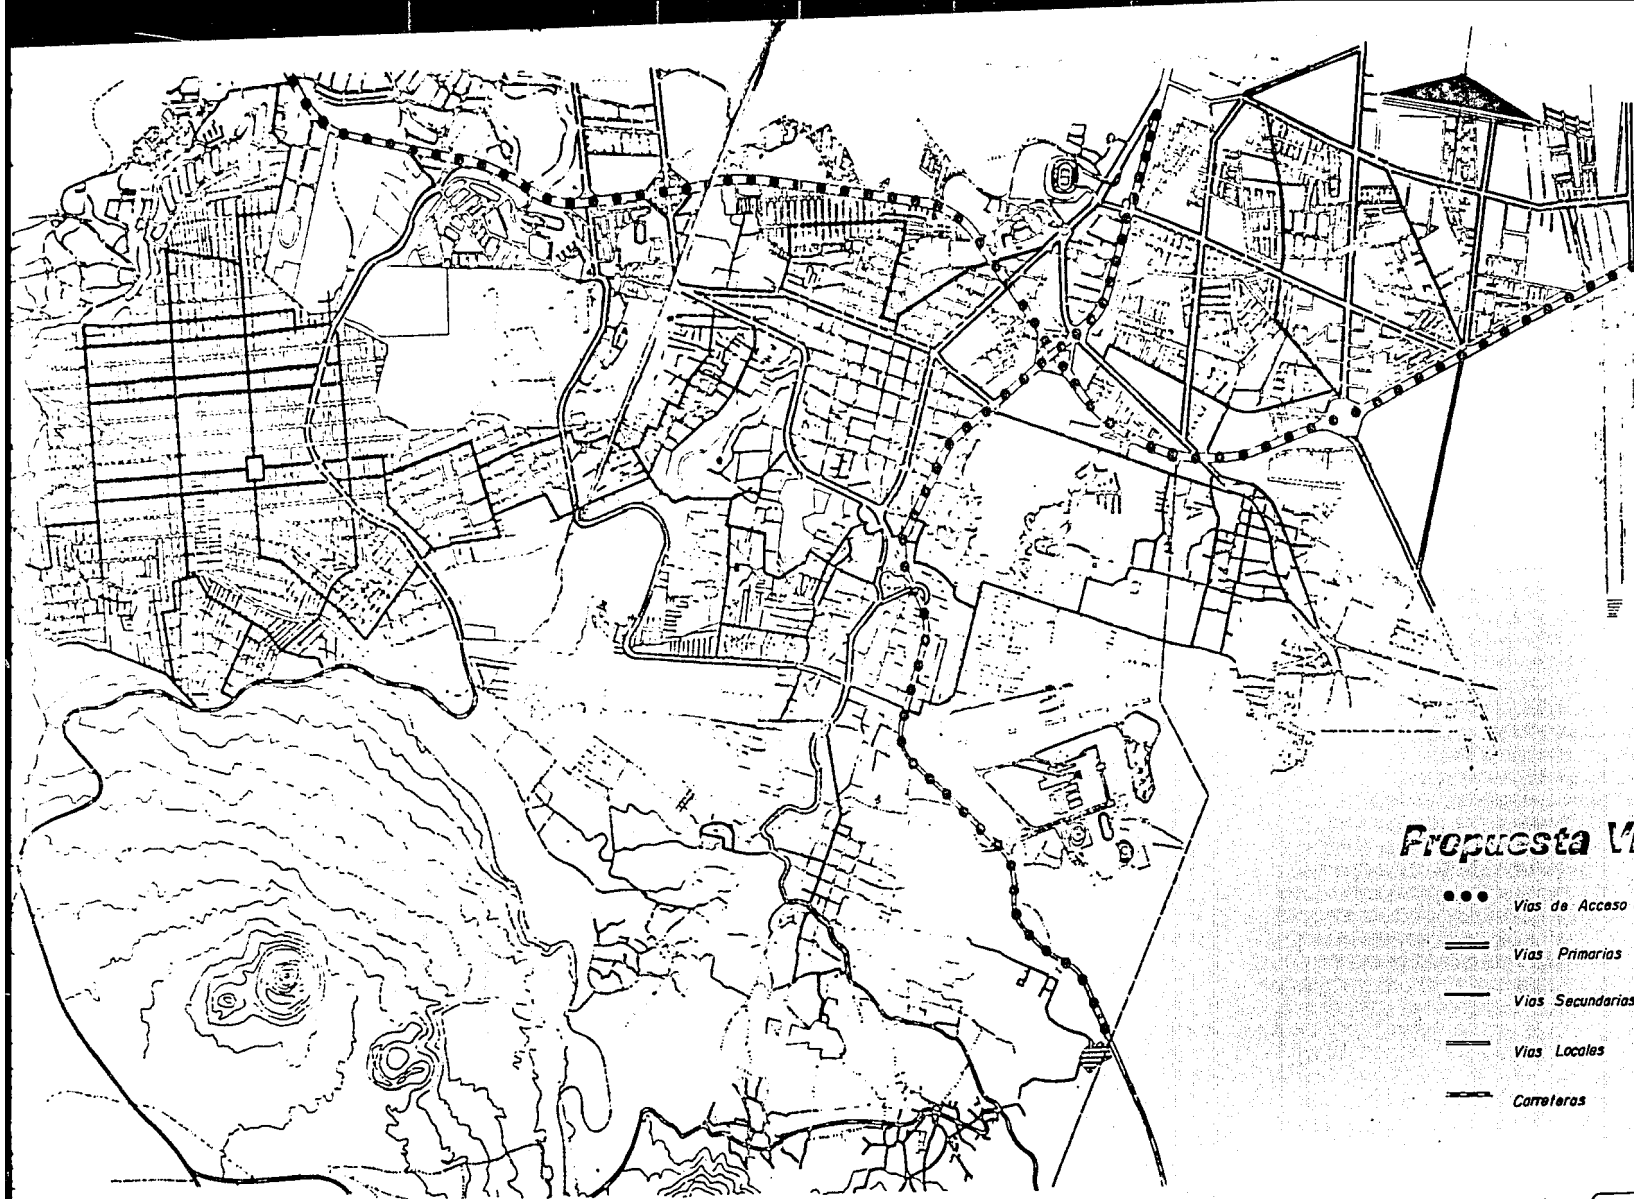 Propuesta
Vias de Acceso
Vias Primarias
Vias Secundarias
Vias Locales
Carreteras